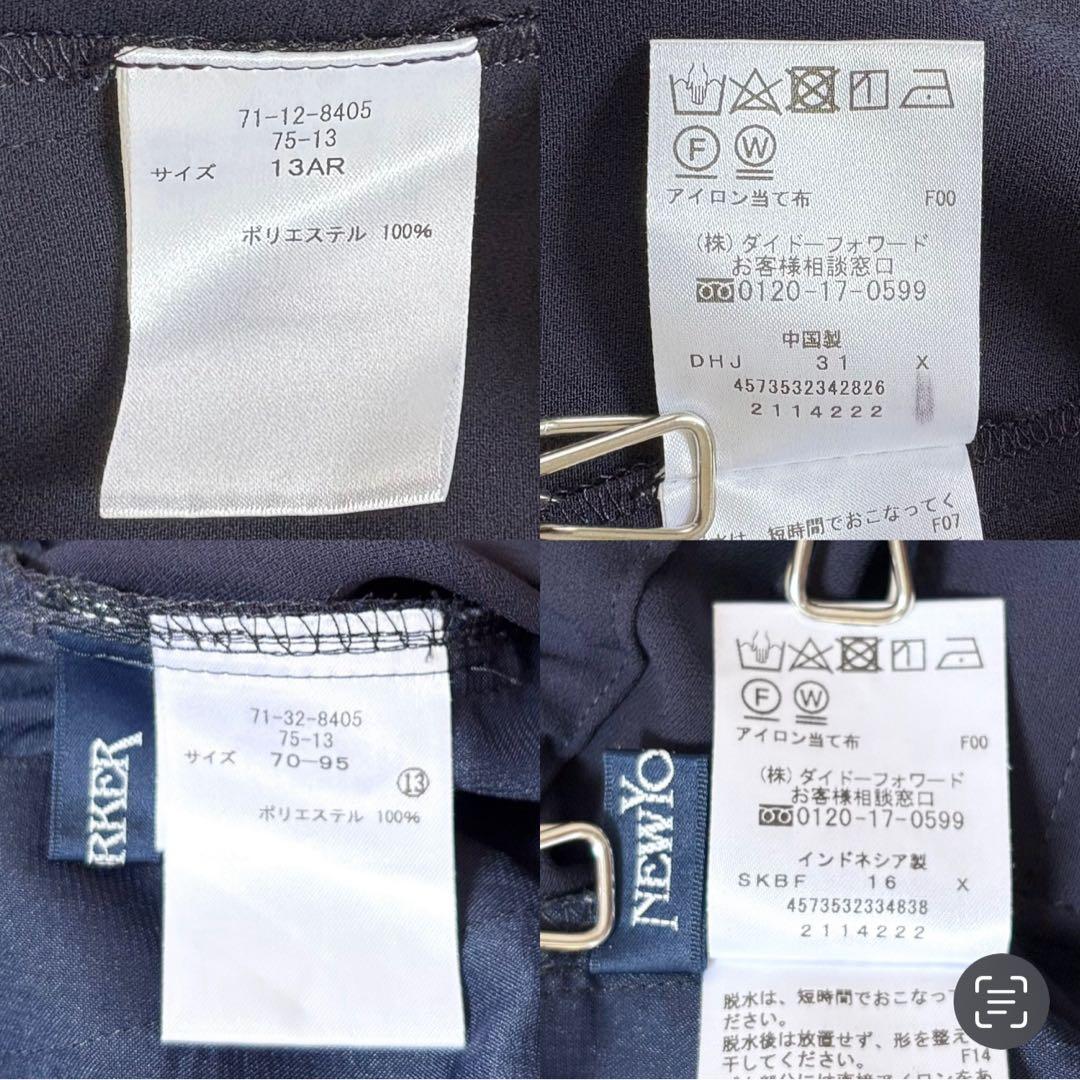 71-12-8405
75-13
サイズ 13AR
ポリエステル 100%
F
W
アイロン当て布 F00
(株)ダイドーフォワード
お客様相談窓口
0120-17-0599
中国製
DHJ 31 X
4573532342826
2114222
水は、短時間でおこなってく
F07
RKER
71-32-8405
75-13
サイズ 70-95
⑬
ポリエステル 100%
NEWYO
F
W
アイロン当て布 F00
(株)ダイドーフォワード
お客様相談窓口
0120-17-0599
インドネシア製
SKBF 16 X
4573532334838
2114222
脱水は、短時間でおこなっ
ださい。
脱水後は放置せず、形を整え
干してください。 F14